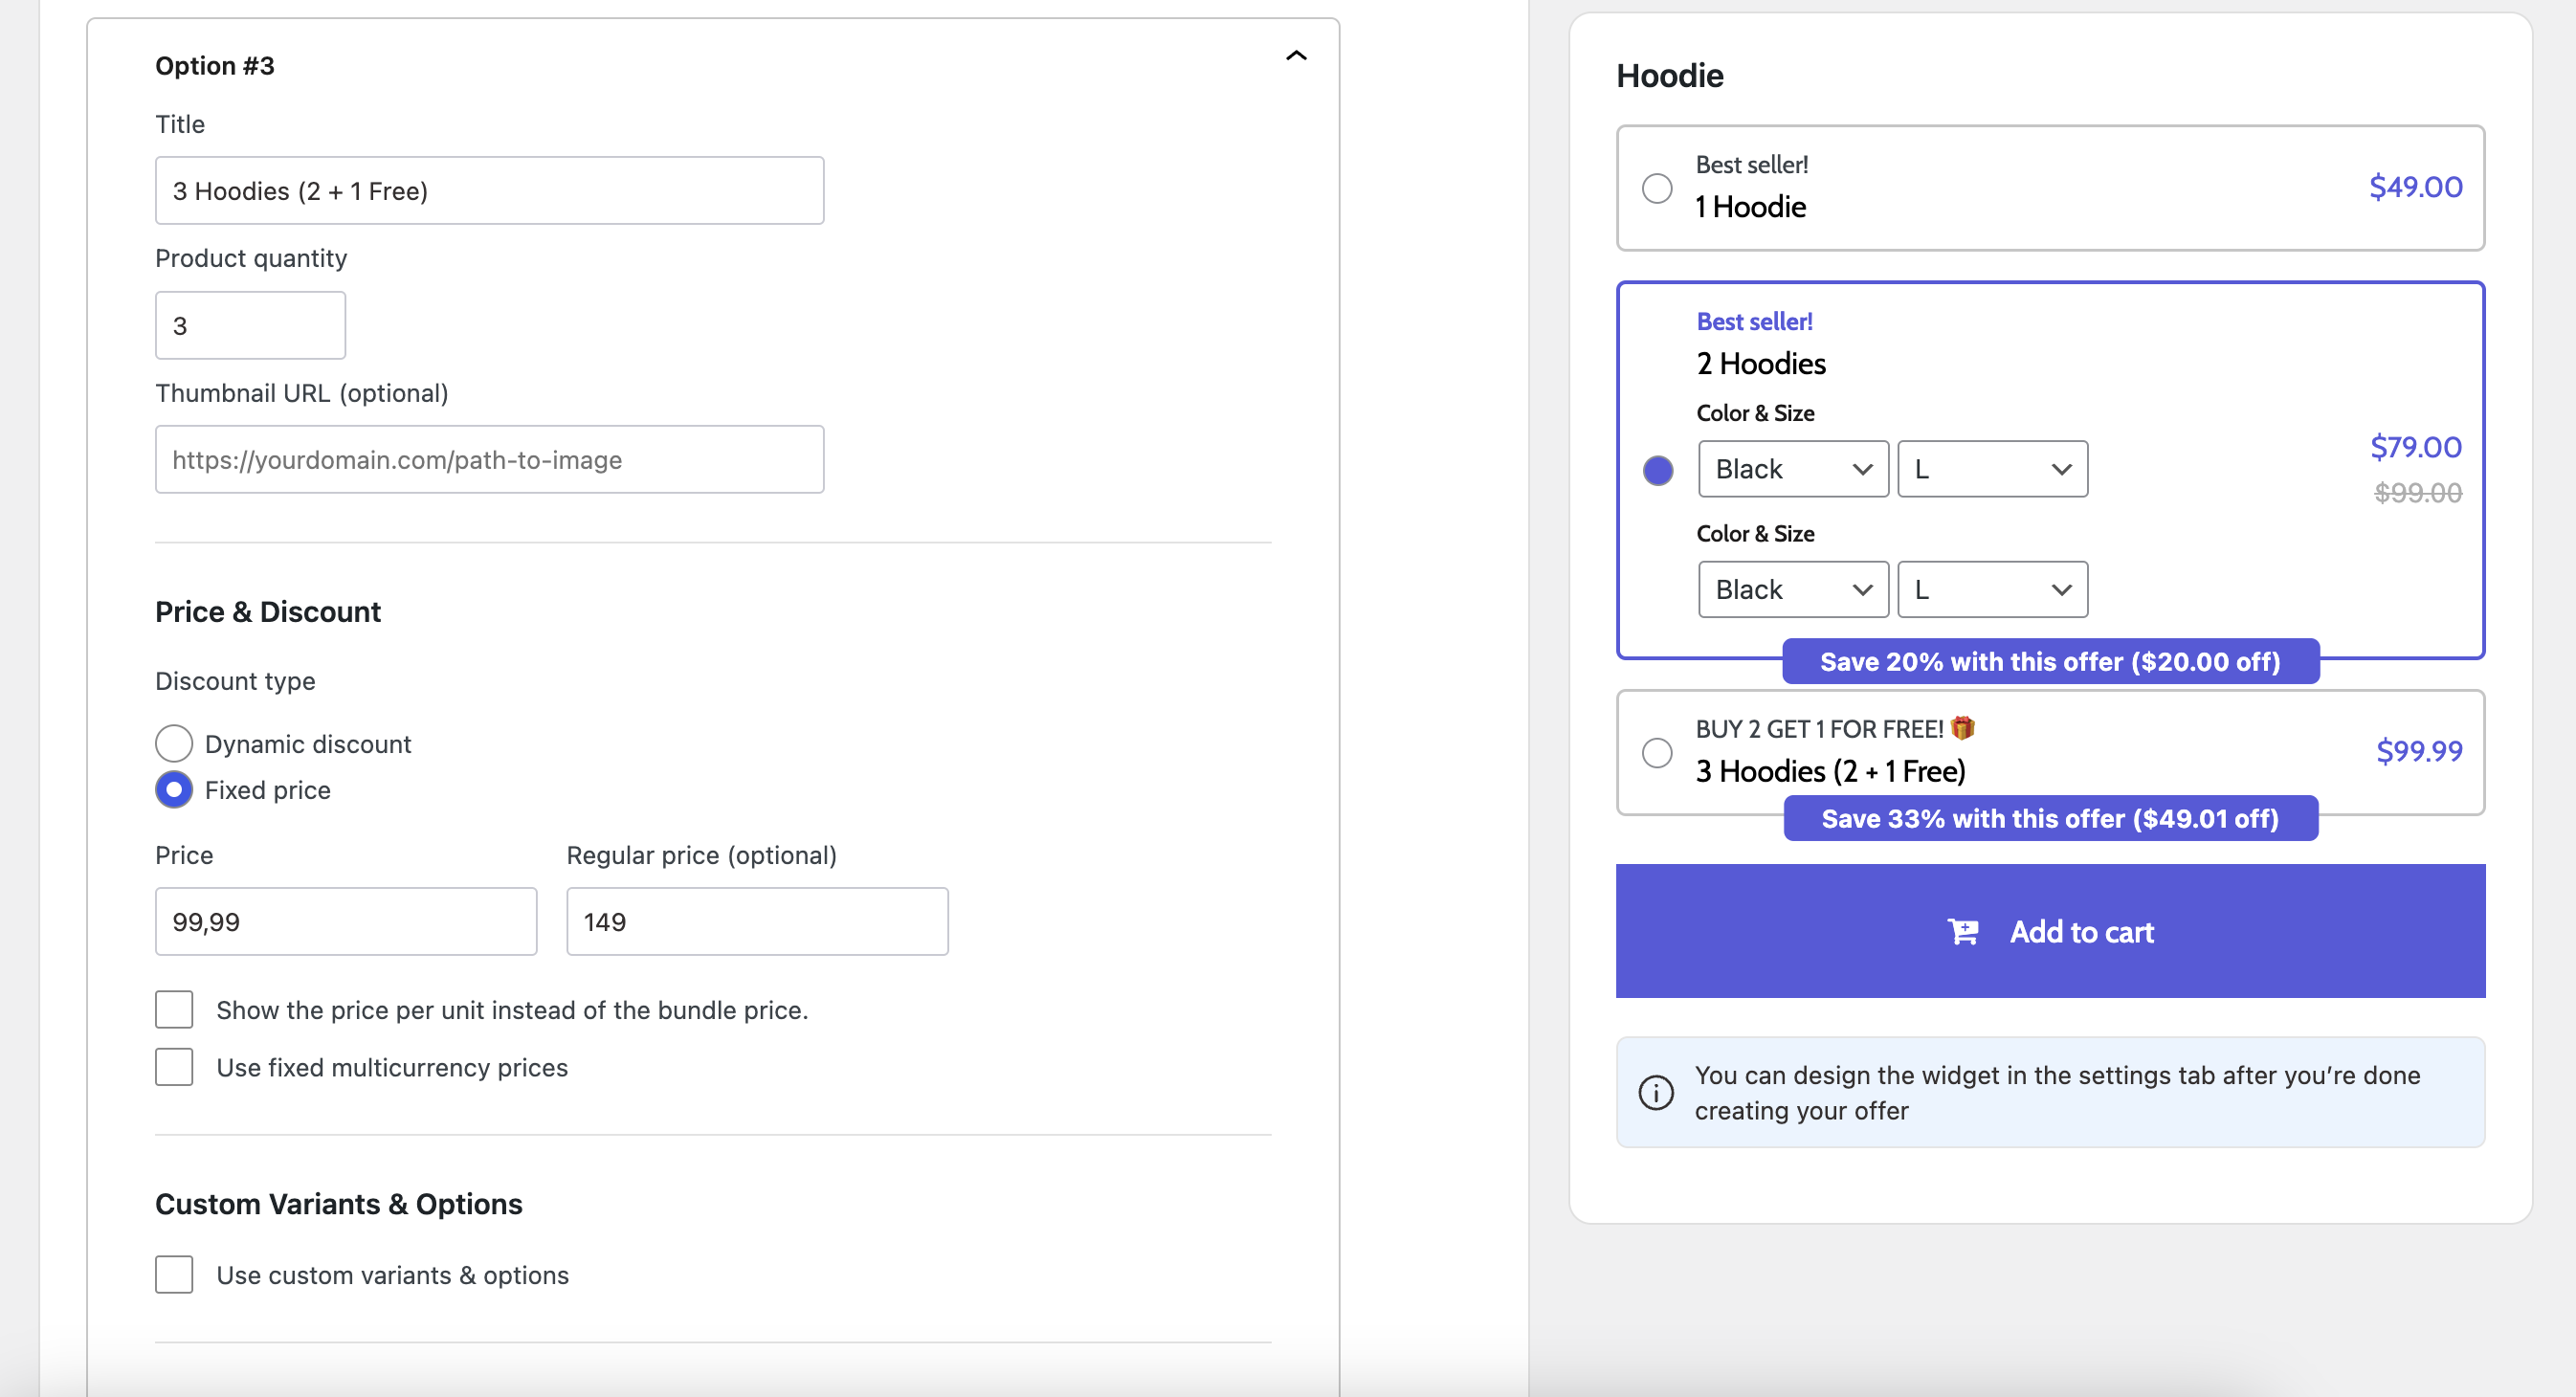 Option #3
Title
3 Hoodies (2 + 1 Free)
Product quantity
3
Thumbnail URL (optional)
https://yourdomain.com/path-to-image
Price & Discount
Discount type
Dynamic discount
Fixed price
Price
Regular price (optional)
99,99
149
Show the price per unit instead of the bundle price.
Use fixed multicurrency prices
Custom Variants & Options
Use custom variants & options
Hoodie
Best seller!
1 Hoodie
$49.00
Best seller!
2 Hoodies
Color & Size
Black
L
$79.00
$99.00
Color & Size
Black
L
Save 20% with this offer ($20.00 off)
BUY 2 GET 1 FOR FREE! 🎁
3 Hoodies (2 + 1 Free)
$99.99
Save 33% with this offer ($49.01 off)
Add to cart
You can design the widget in the settings tab after you’re done
creating your offer